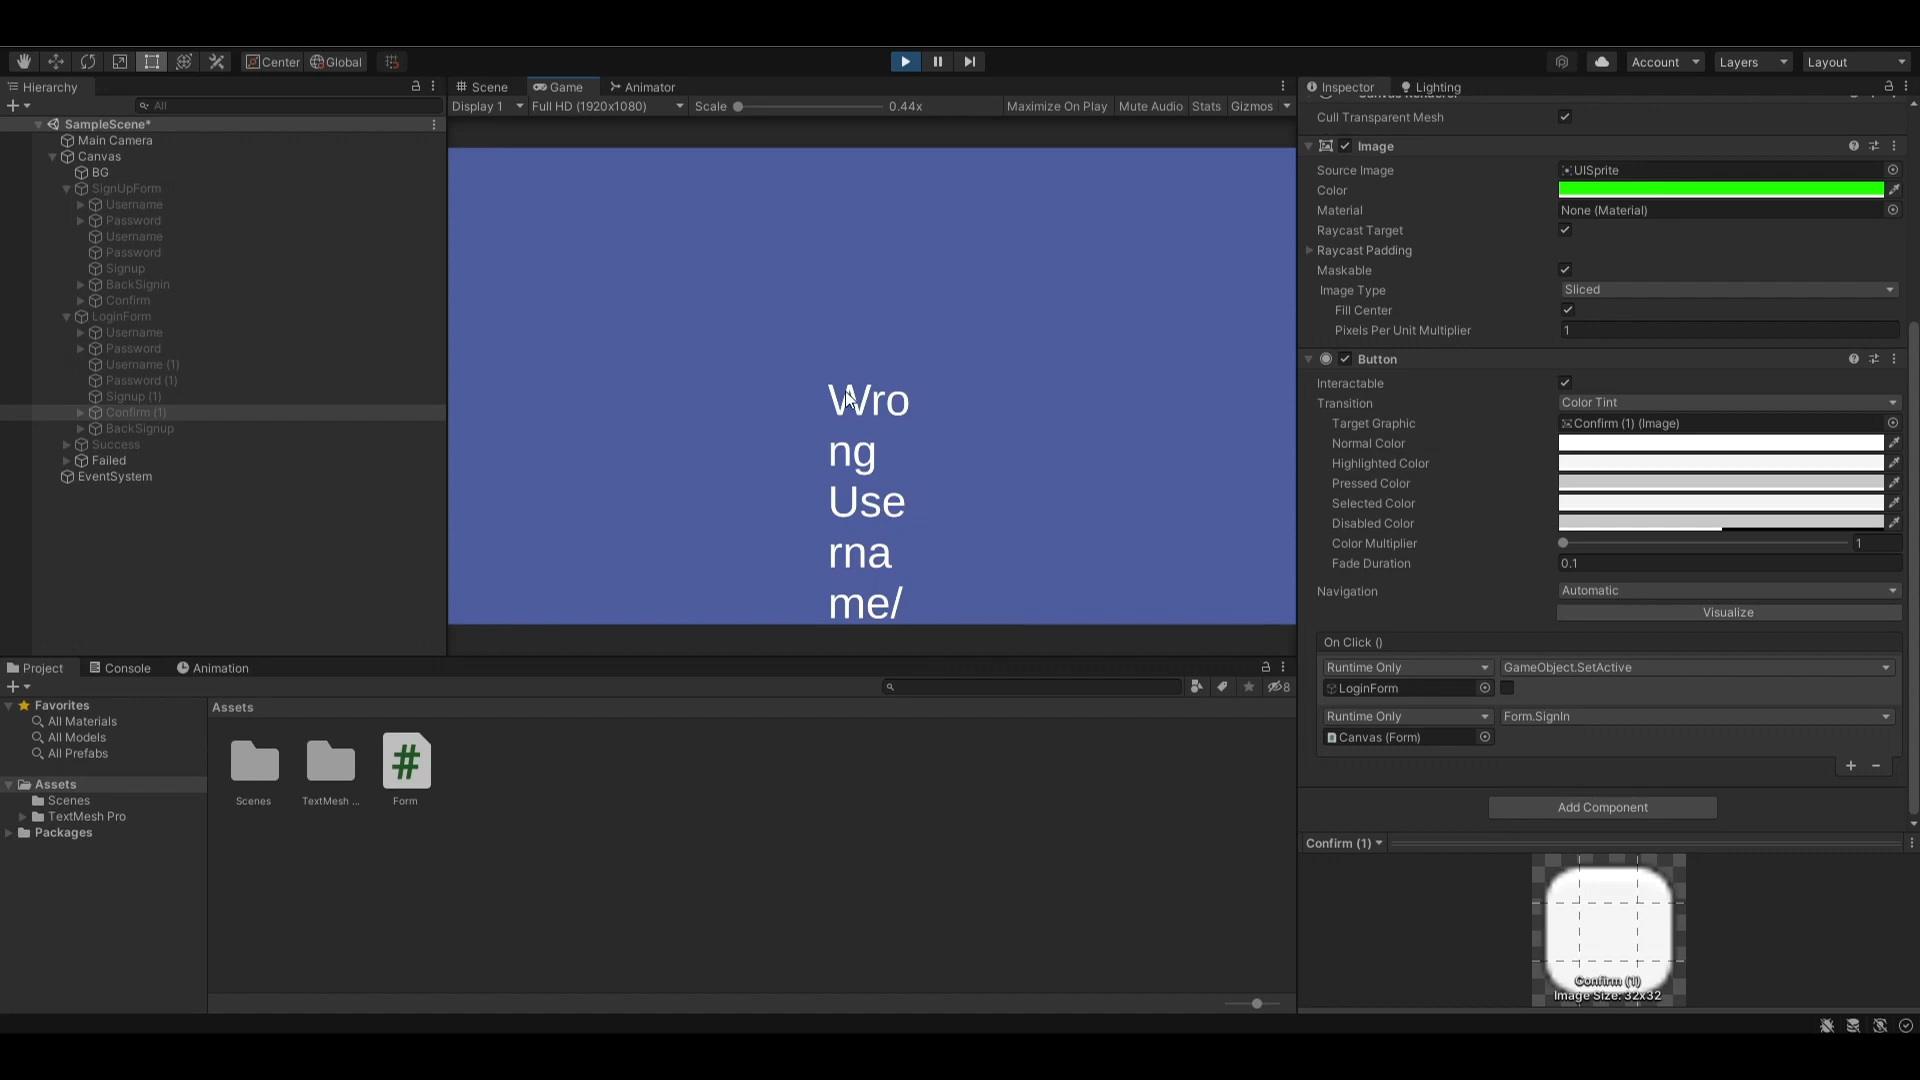 Center
Global
Account
Layers
Layout
Hierarchy
All
SampleScene*
Main Camera
Canvas
BG
SignUpForm
Username
Password
Username
Password
Signup
BackSignin
Confirm
LoginForm
Username
Password
Username (1)
Password (1)
Signup (1)
Confirm (1)
BackSignup
Success
Failed
EventSystem
Scene
Game
Animator
Display 1
Full HD (1920x1080)
Scale
0.44x
Maximize On Play
Mute Audio
Stats
Gizmos
Wro
ng
Use
rna
me/
Inspector
Lighting
Cull Transparent Mesh
Image
Source Image
UISprite
Color
Material
None (Material)
Raycast Target
Raycast Padding
Maskable
Image Type
Sliced
Fill Center
Pixels Per Unit Multiplier
1
Button
Interactable
Transition
Color Tint
Target Graphic
Confirm (1) (Image)
Normal Color
Highlighted Color
Pressed Color
Selected Color
Disabled Color
Color Multiplier
1
Fade Duration
0.1
Navigation
Automatic
Visualize
On Click ()
Runtime Only
GameObject.SetActive
LoginForm
Runtime Only
Form.SignIn
Canvas (Form)
Add Component
Confirm (1)
Confirm (1)
Image Size: 32x32
Project
Console
Animation
8
Favorites
All Materials
All Models
All Prefabs
Assets
Scenes
TextMesh Pro
Packages
Assets
Scenes
TextMesh ...
Form